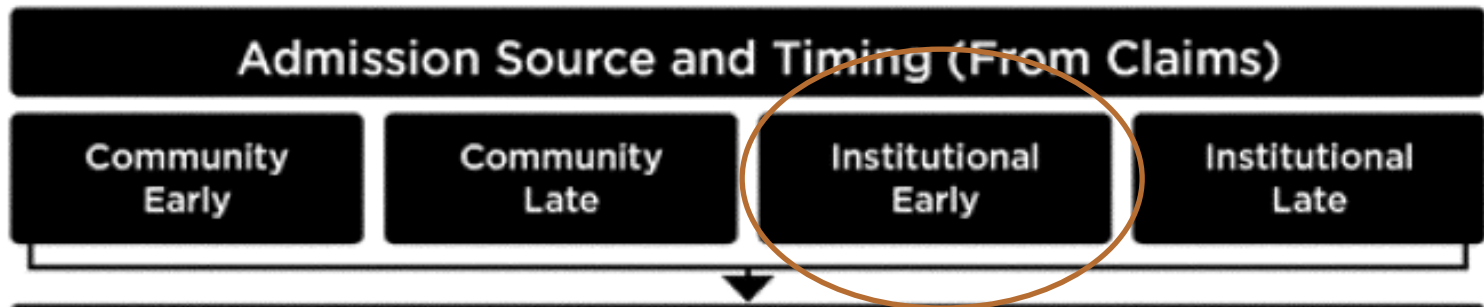 Admission Source and Timing (From Claims)
Community
Early
Community
Late
Institutional
Early
Institutional
Late